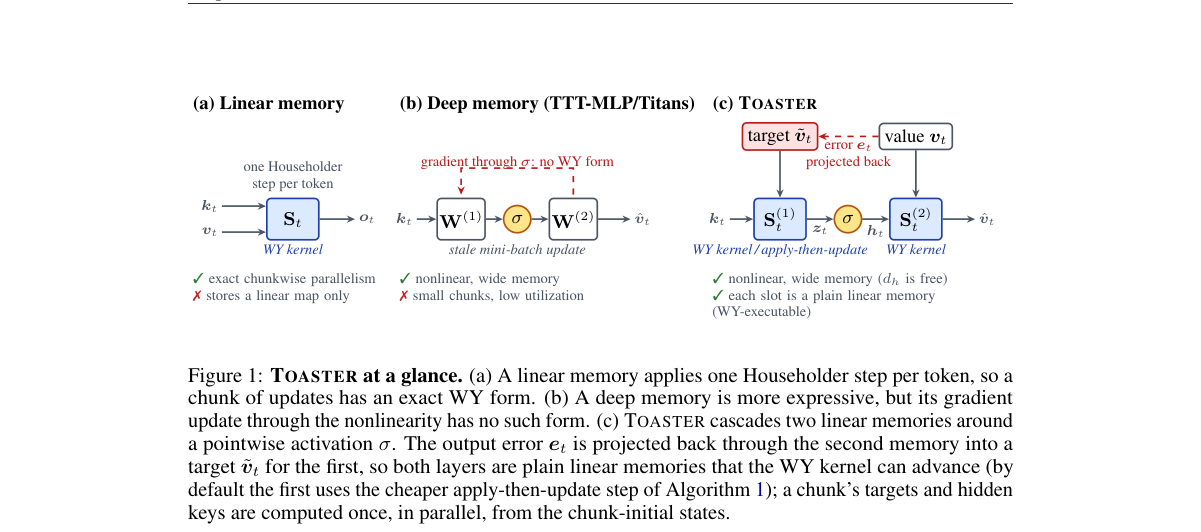 (a) Linear memory
one Householder
step per token
k_t
v_t
S_t
o_t
WY kernel
✓ exact chunkwise parallelism
✗ stores a linear map only
(b) Deep memory (TTT-MLP/Titans)
gradient through σ: no WY form
k_t
W^(1)
σ
W^(2)
v̂_t
stale mini-batch update
✓ nonlinear, wide memory
✗ small chunks, low utilization
(c) TOASTER
target ṽ_t
value v_t
error e_t
projected back
k_t
S_t^(1)
z_t
σ
h_t
S_t^(2)
v̂_t
WY kernel / apply-then-update
WY kernel
✓ nonlinear, wide memory (d_h is free)
✓ each slot is a plain linear memory
(WY-executable)
Figure 1: TOASTER at a glance. (a) A linear memory applies one Householder step per token, so a
chunk of updates has an exact WY form. (b) A deep memory is more expressive, but its gradient
update through the nonlinearity has no such form. (c) TOASTER cascades two linear memories around
a pointwise activation σ. The output error e_t is projected back through the second memory into a
target ṽ_t for the first, so both layers are plain linear memories that the WY kernel can advance (by
default the first uses the cheaper apply-then-update step of Algorithm 1); a chunk's targets and hidden
keys are computed once, in parallel, from the chunk-initial states.